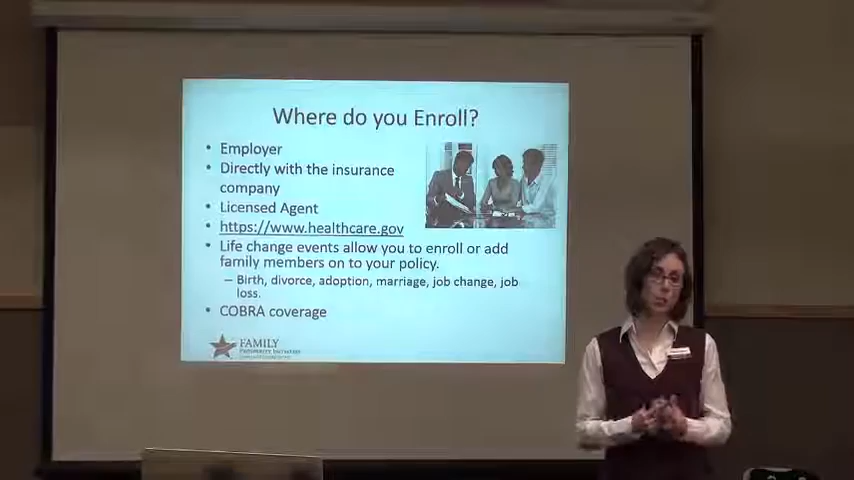 Where do you Enroll?
• Employer
• Directly with the insurance
company
• Licensed Agent
• https://www.healthcare.gov
• Life change events allow you to enroll or add
family members on to your policy.
– Birth, divorce, adoption, marriage, job change, job
loss.
• COBRA coverage
FAMILY
PROSPERITY INITIATIVE